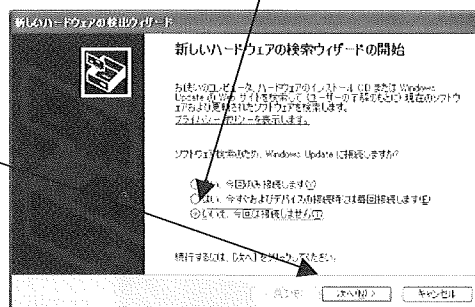 新しいハードウェアの検出ウィザード
新しいハードウェアの検索ウィザードの開始
お使いのコンピュータ、ハードウェアのインストール CD または Windows
Update の Web サイトを検索して (ユーザーの了解のもとに) 現在のソフトウ
ェアおよび更新されたソフトウェアを検索します。
プライバシー ポリシーを表示します。
ソフトウェア検索のため、Windows Update に接続しますか?
はい、今回のみ接続します(Y)
はい、今すぐおよびデバイスの接続時には毎回接続します(E)
いいえ、今回は接続しません(T)
続行するには、[次へ] をクリックしてください。
< 戻る(B) 次へ(N) > キャンセル